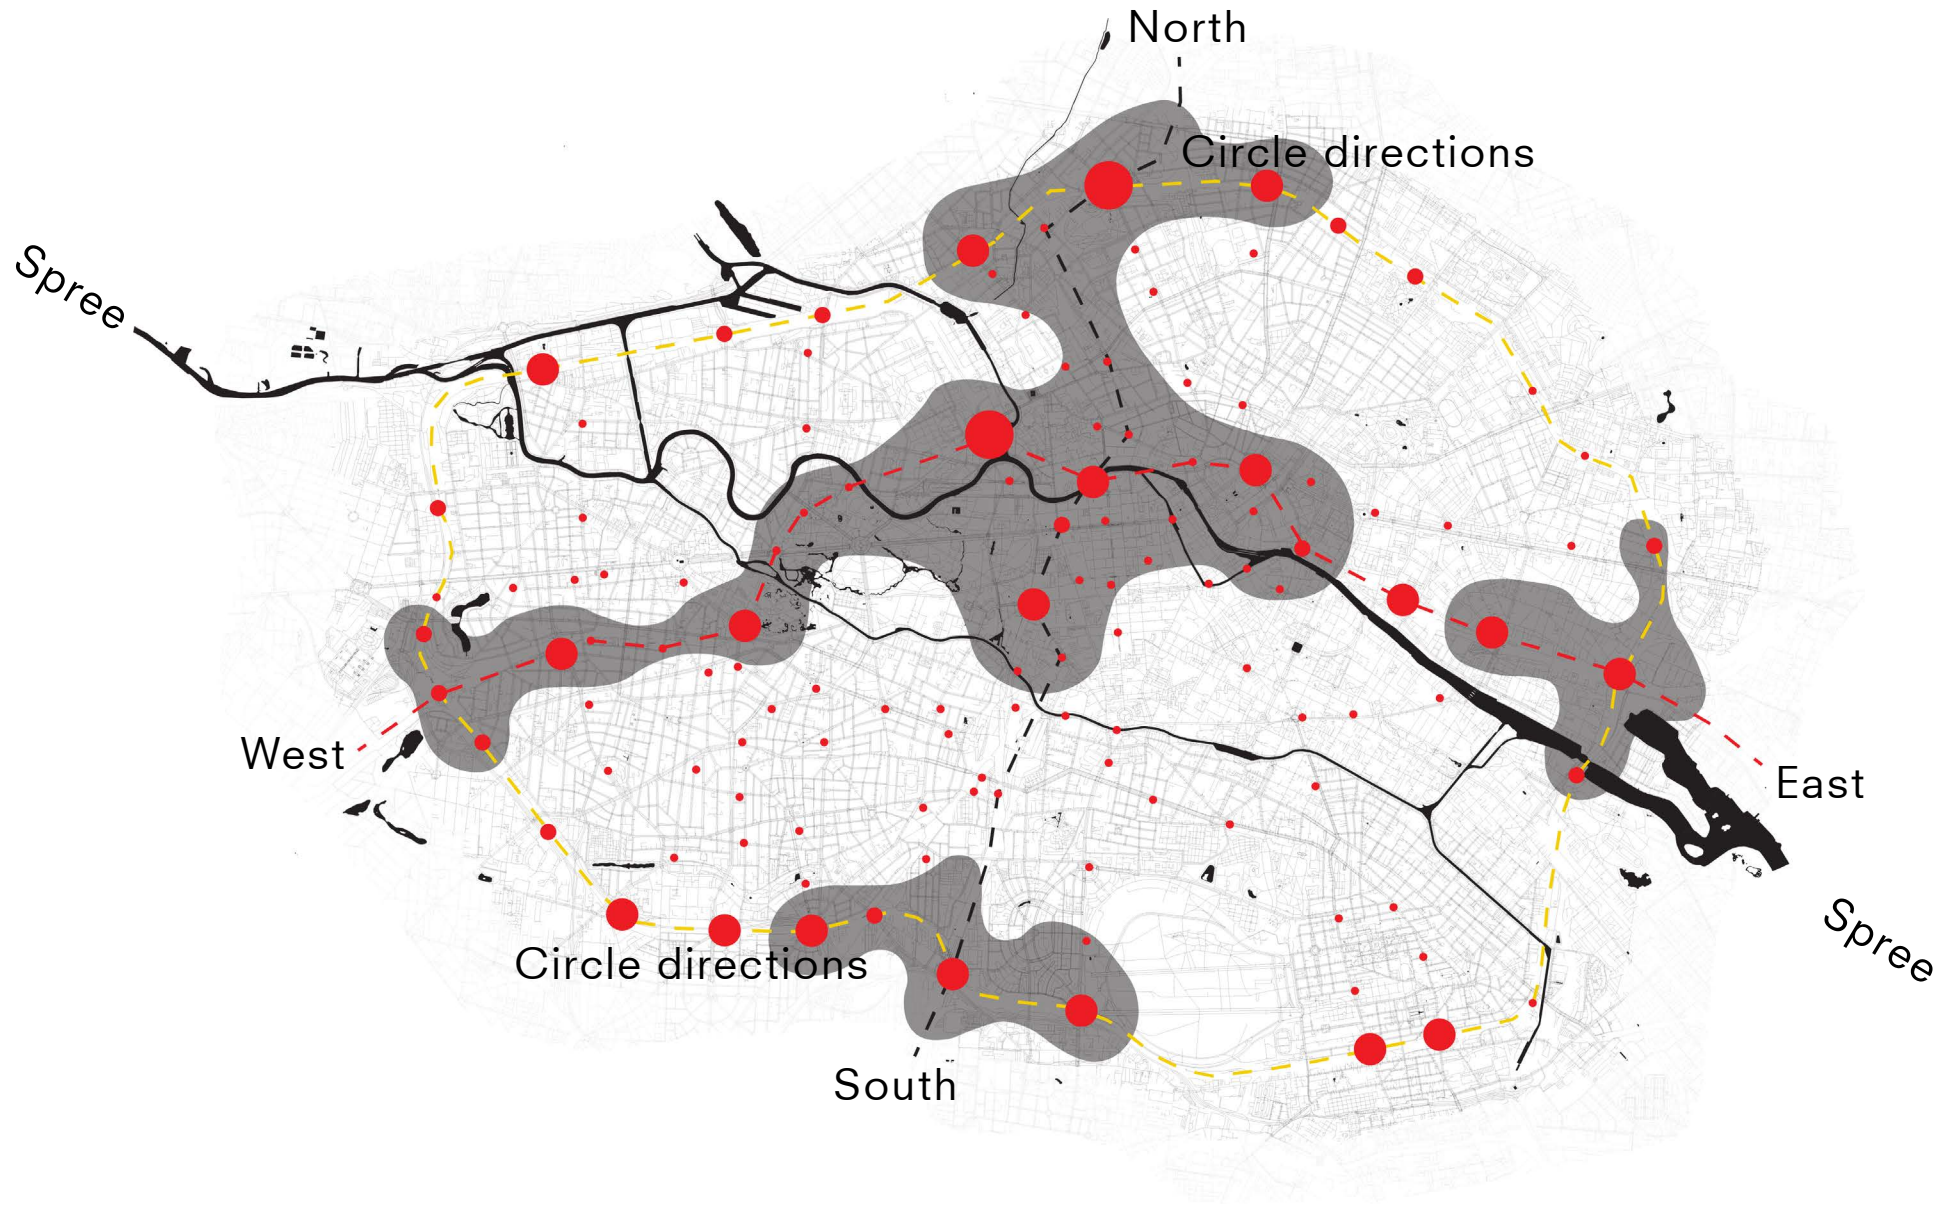 North
Circle directions
Spree
West
East
Spree
Circle directions
South